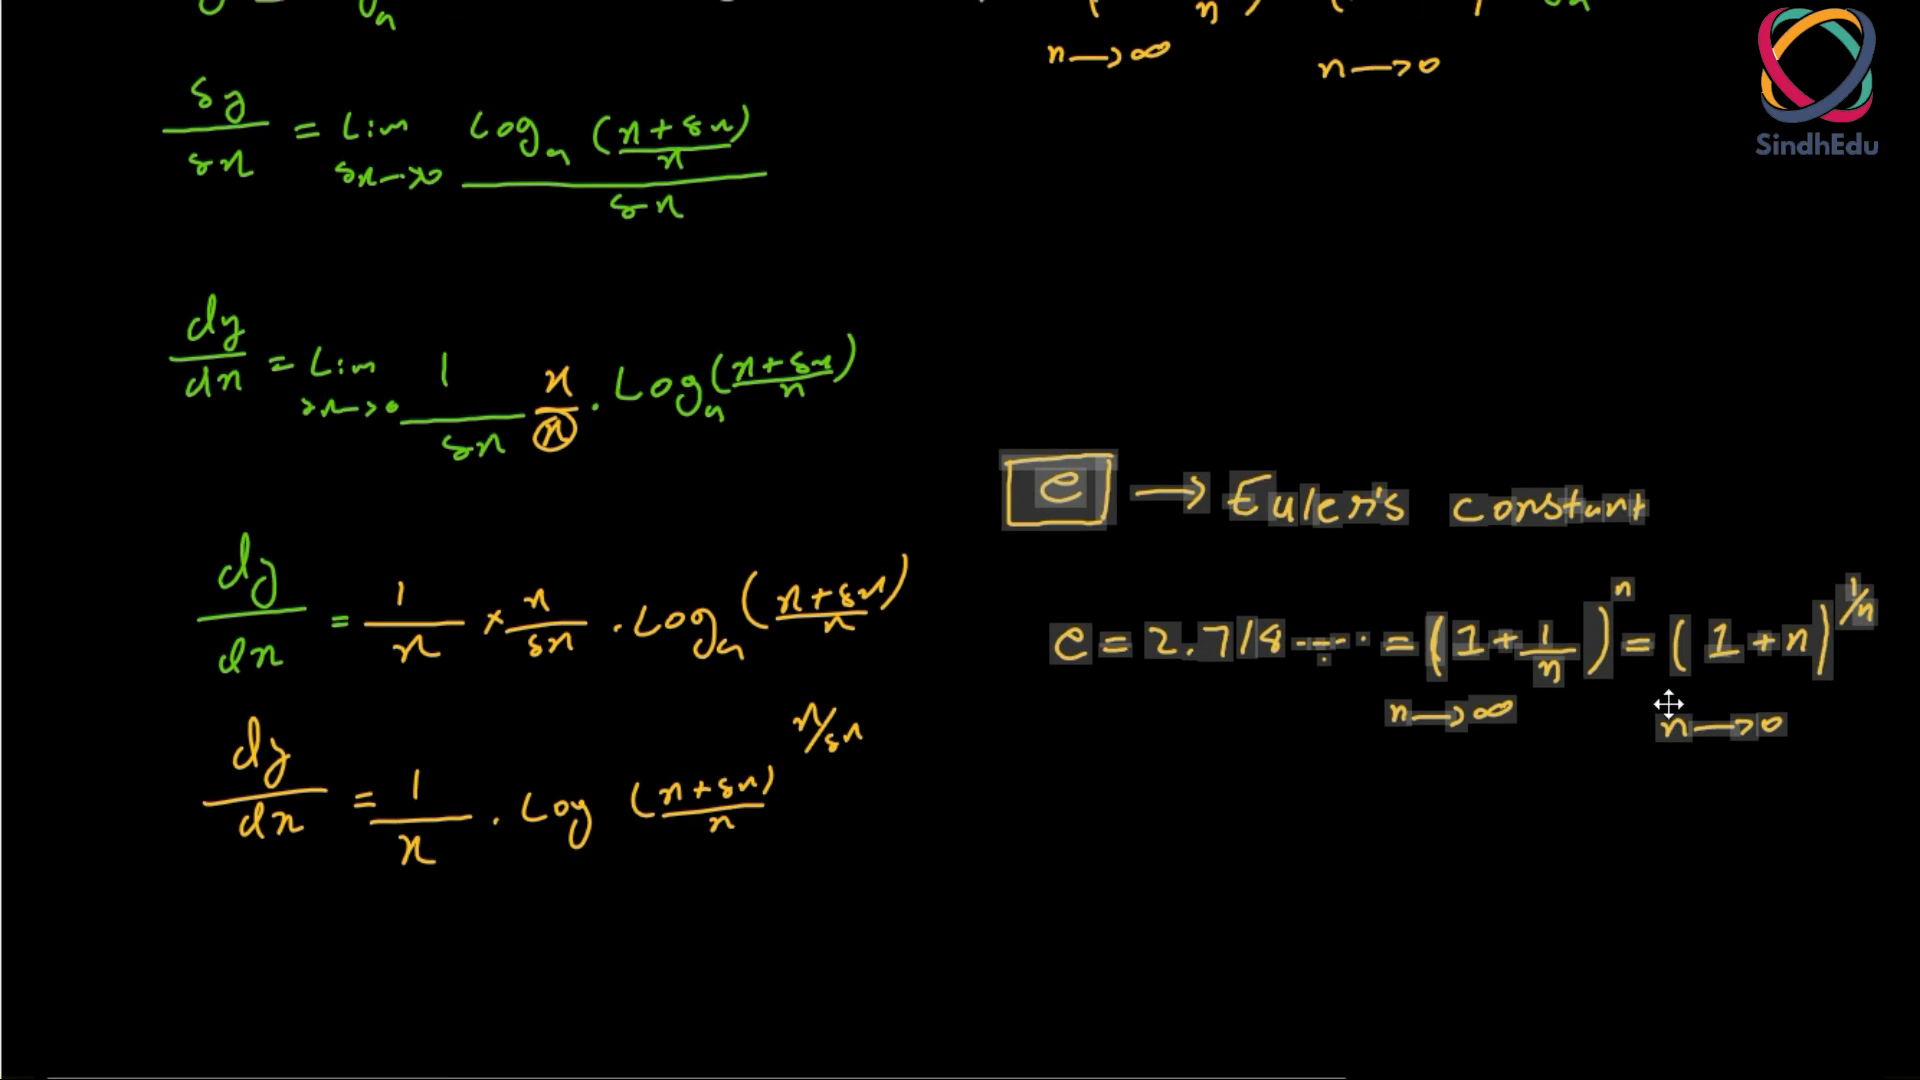 n → ∞ n → 0
SindhEdu
δy/δx = Lim δx→0 Log_a ((x + δx)/x) / δx
dy/dx = Lim δx→0 1/δx x/x . Log_a ((x + δx)/x)
e → Euler's constant
dy/dx = 1/x × x/δx . Log_a ((x + δx)/x)
e = 2.718 ...... = (1 + 1/n)^n = (1 + n)^1/n
n → ∞ n → 0
dy/dx = 1/x . Log ((x + δx)/x)^x/δx